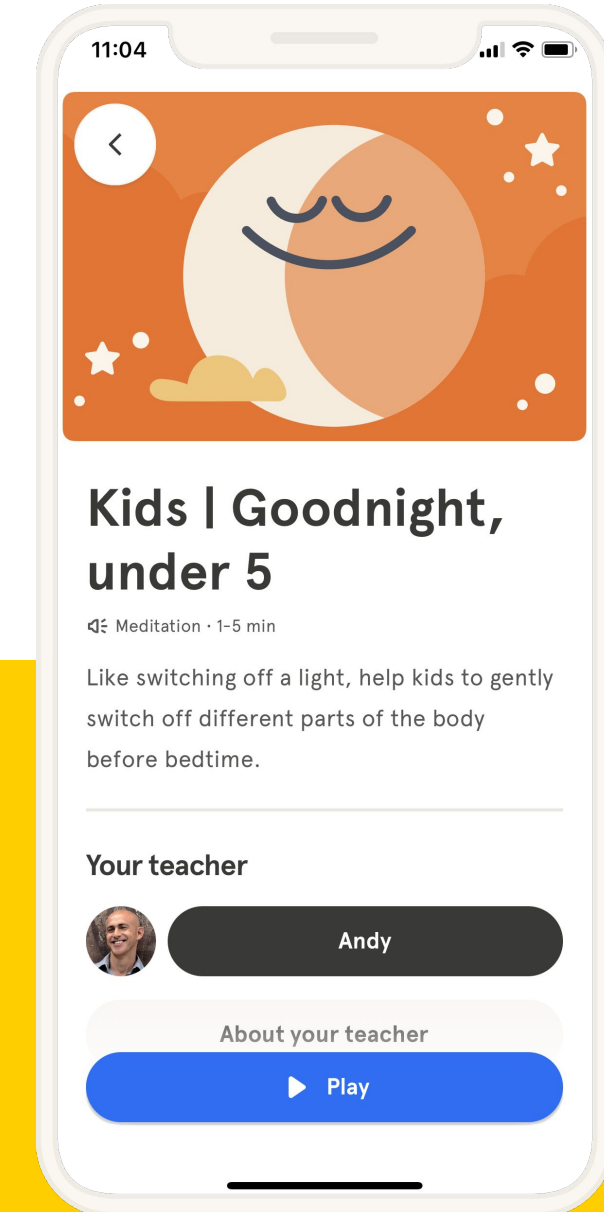 11:04
Kids | Goodnight,
under 5
Meditation · 1-5 min
Like switching off a light, help kids to gently
switch off different parts of the body
before bedtime.
Your teacher
Andy
About your teacher
Play